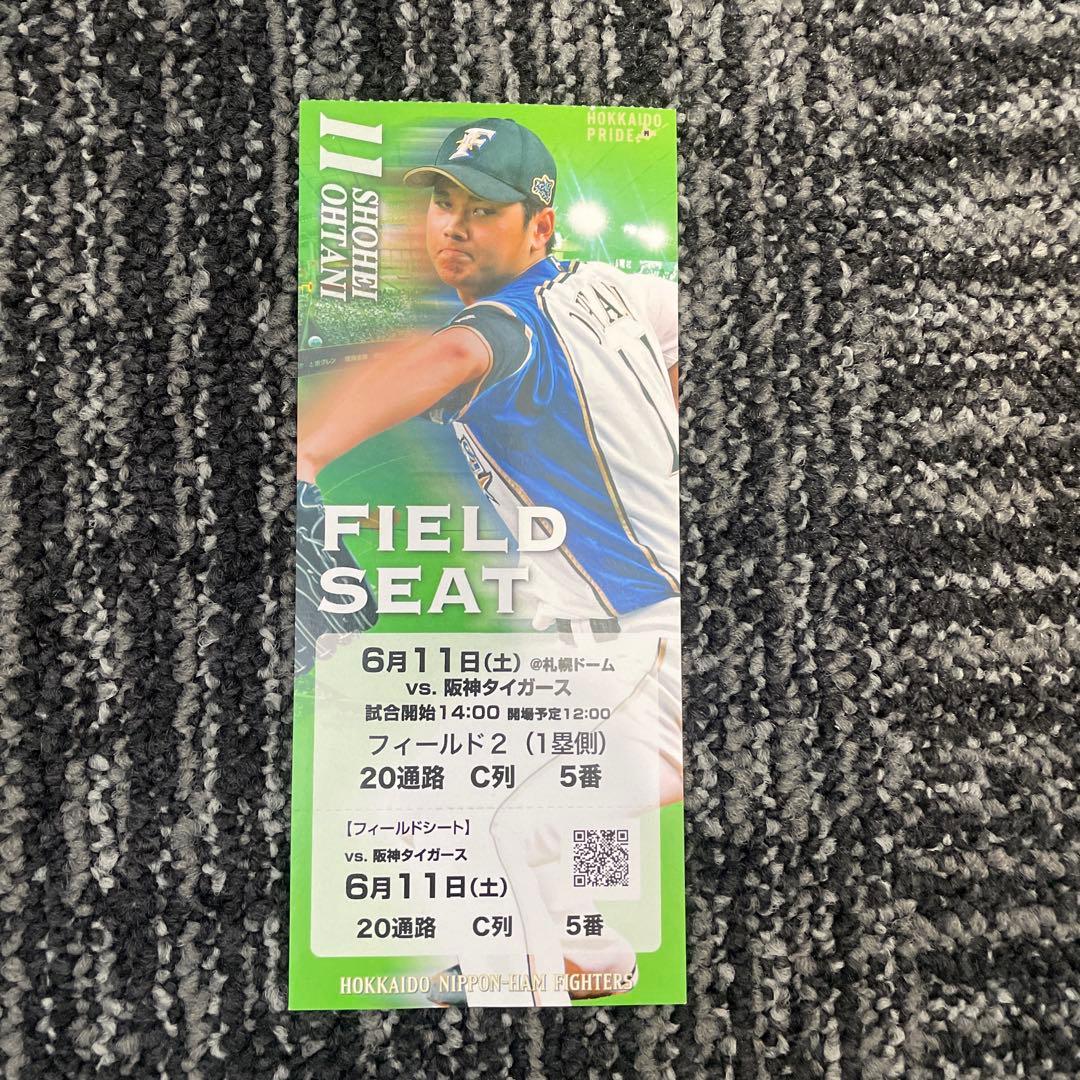 HOKKAIDO
PRIDE
11
SHOHEI
OHTANI
FIELD
SEAT
6月11日(土) @札幌ドーム
vs. 阪神タイガース
試合開始14:00 開場予定12:00
フィールド2 (1塁側)
20通路 C列 5番
【フィールドシート】
vs. 阪神タイガース
6月11日(土)
20通路 C列 5番
HOKKAIDO NIPPON-HAM FIGHTERS